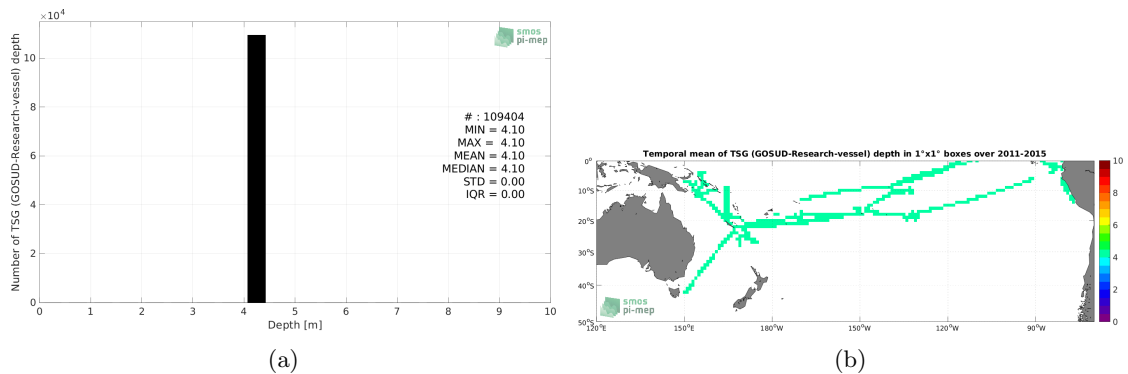 ×10⁴
smos
pi-mep
10
8
6
4
2
0
Number of TSG (GOSUD-Research-vessel) depth
# : 109404
MIN = 4.10
MAX = 4.10
MEAN = 4.10
MEDIAN = 4.10
STD = 0.00
IQR = 0.00
0 1 2 3 4 5 6 7 8 9 10
Depth [m]
(a)
Temporal mean of TSG (GOSUD-Research-vessel) depth in 1°x1° boxes over 2011-2015
0°
10°S
20°S
30°S
40°S
50°S
smos
pi-mep
120°E 150°E 180°W 150°W 120°W 90°W
10
8
6
4
2
0
(b)